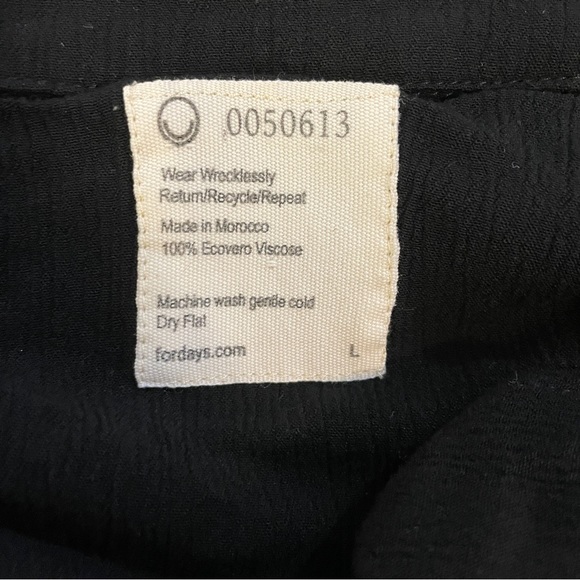 0050613
Wear Wrecklessly
Return/Recycle/Repeat
Made in Morocco
100% Ecovero Viscose
Machine wash gentle cold
Dry Flat
fordays.com L